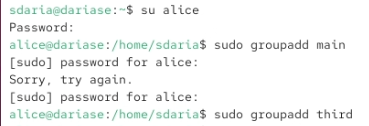 sdaria@dariase:~$ su alice
Password:
alice@dariase:/home/sdaria$ sudo groupadd main
[sudo] password for alice:
Sorry, try again.
[sudo] password for alice:
alice@dariase:/home/sdaria$ sudo groupadd third